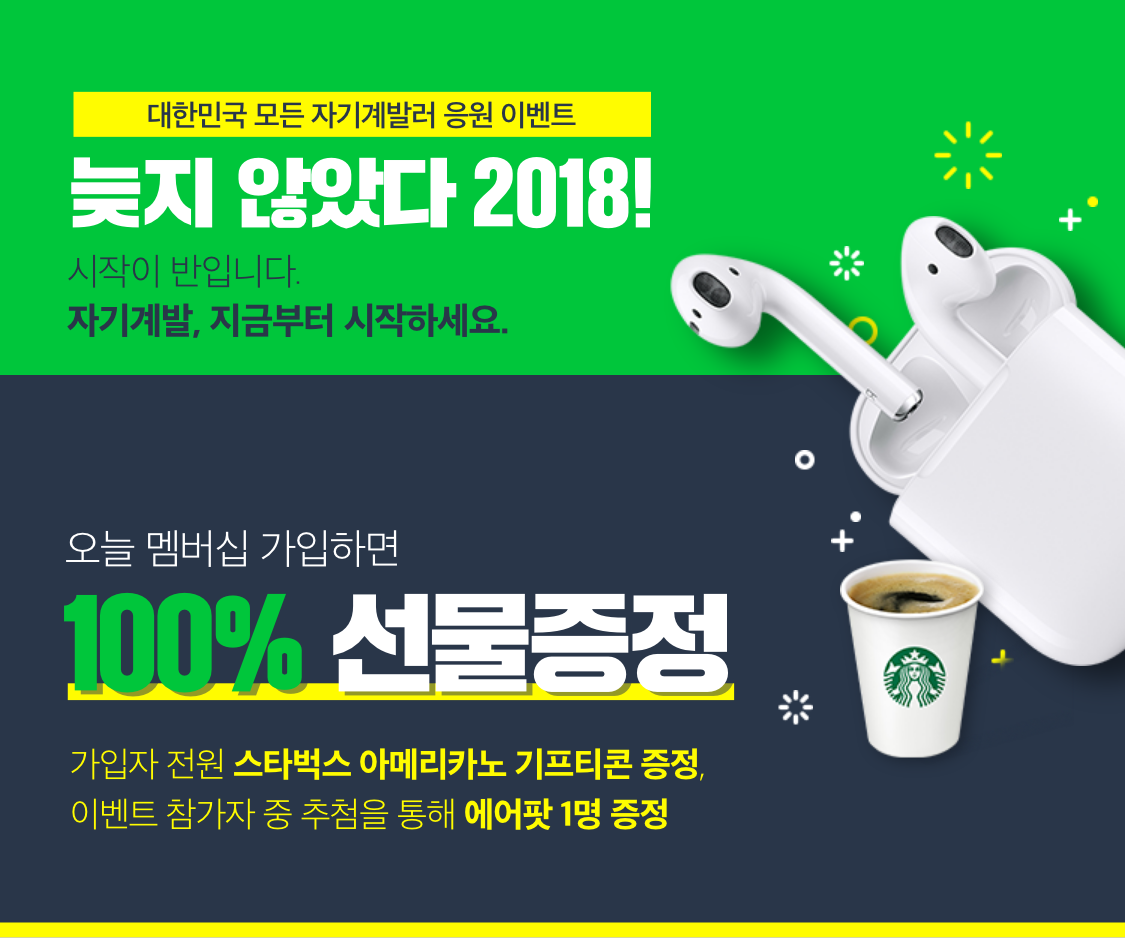 대한민국 모든 자기계발러 응원 이벤트
늦지 않았다 2018!
시작이 반입니다.
자기계발, 지금부터 시작하세요.
오늘 멤버십 가입하면
100% 선물증정
가입자 전원 스타벅스 아메리카노 기프티콘 증정,
이벤트 참가자 중 추첨을 통해 에어팟 1명 증정